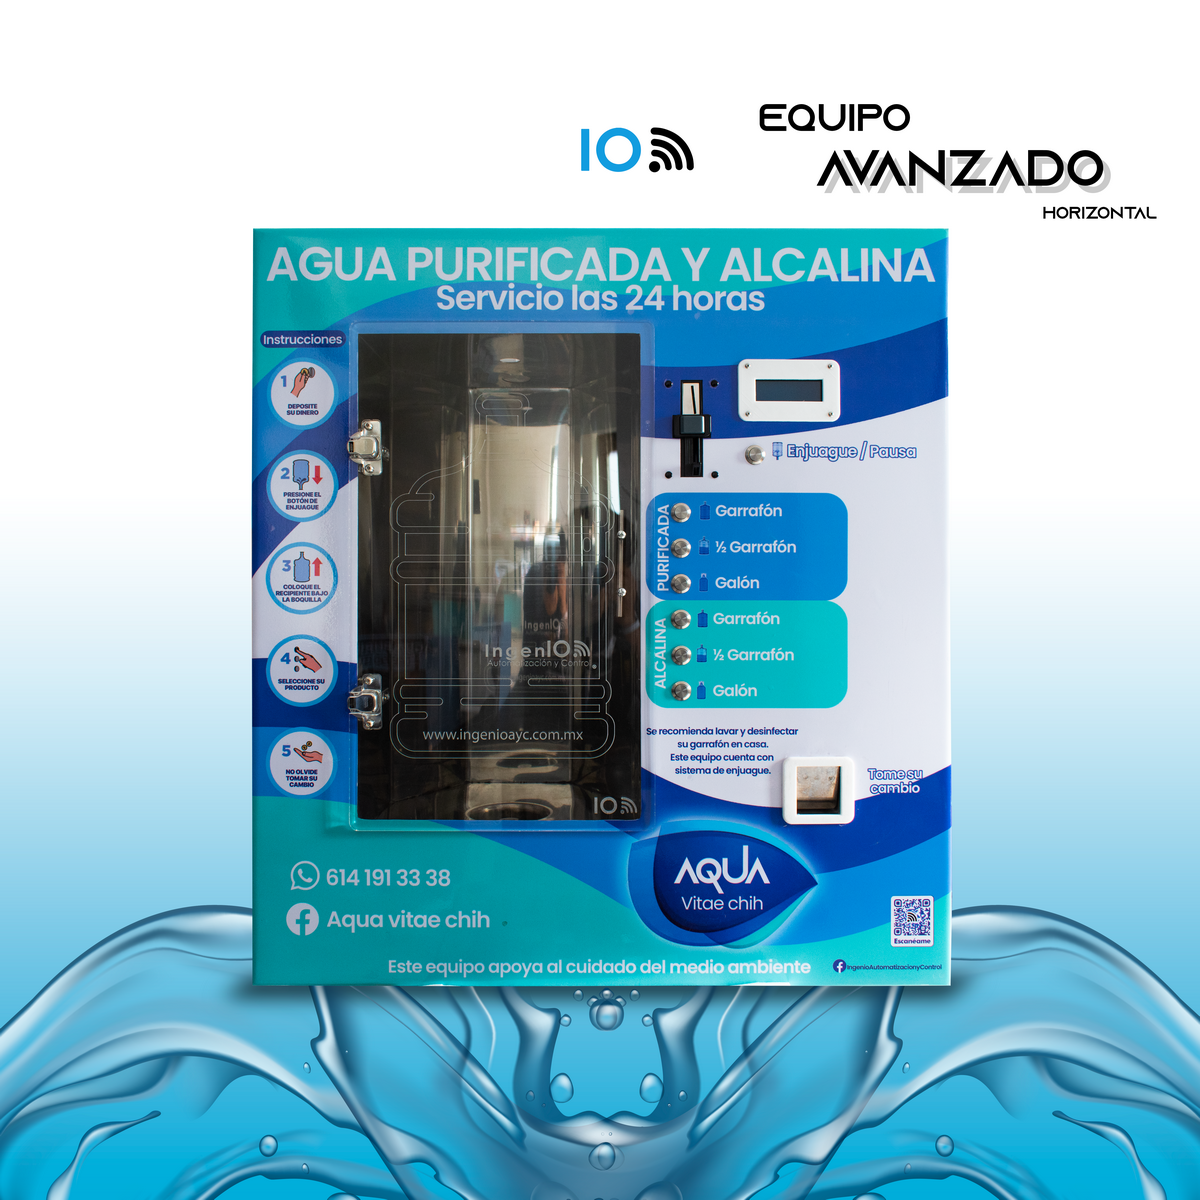 IO
EQUIPO
AVANZADO
HORIZONTAL
AGUA PURIFICADA Y ALCALINA
Servicio las 24 horas
Instrucciones
1
DEPOSITE
SU DINERO
2
PRESIONE EL
BOTÓN DE
ENJUAGUE
3
COLOQUE EL
RECIPIENTE BAJO
LA BOQUILLA
4
SELECCIONE SU
PRODUCTO
5
NO OLVIDE
TOMAR SU
CAMBIO
IngenIO
IngenIO
Automatización y Control
www.ingenioayc.com.mx
IO
Enjuague / Pausa
PURIFICADA
Garrafón
½ Garrafón
Galón
ALCALINA
Garrafón
½ Garrafón
Galón
Se recomienda lavar y desinfectar
su garrafón en casa.
Este equipo cuenta con
sistema de enjuague.
Tome su
cambio
AQUA
Vitae chih
614 191 33 38
Aqua vitae chih
Escanéame
Este equipo apoya al cuidado del medio ambiente
IngenioAutomatizacionyControl